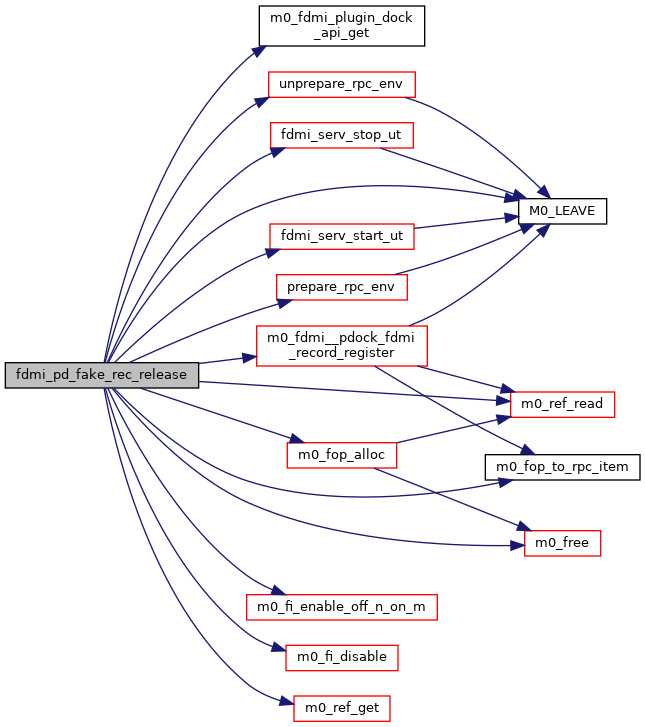 m0_fdmi_plugin_dock
_api_get
unprepare_rpc_env
fdmi_serv_stop_ut
M0_LEAVE
fdmi_serv_start_ut
prepare_rpc_env
m0_fdmi__pdock_fdmi
_record_register
fdmi_pd_fake_rec_release
m0_ref_read
m0_fop_alloc
m0_fop_to_rpc_item
m0_free
m0_fi_enable_off_n_on_m
m0_fi_disable
m0_ref_get